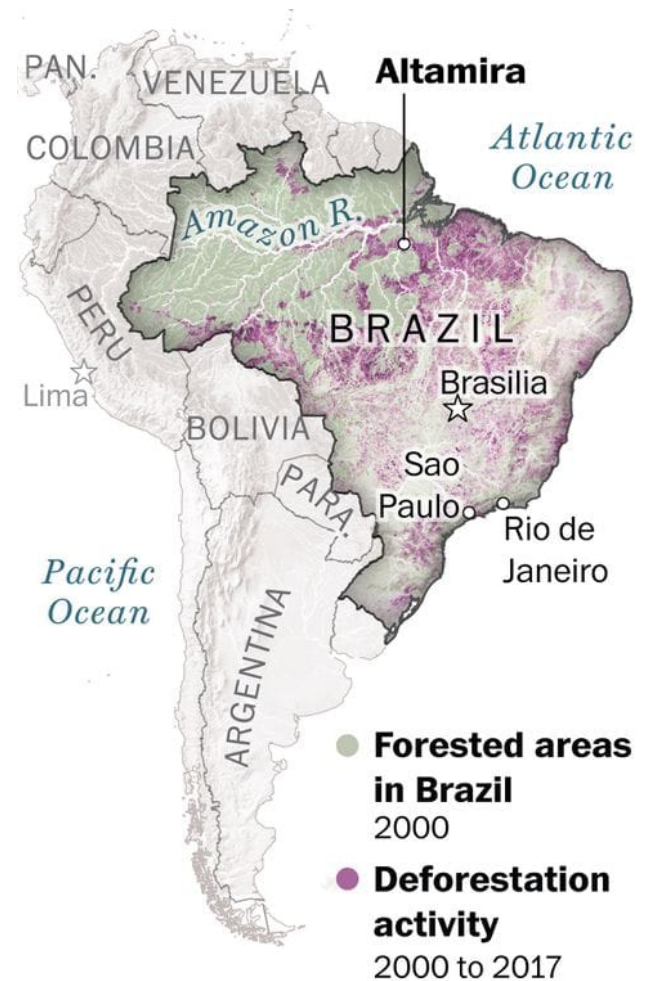 PAN.
VENEZUELA
Altamira
COLOMBIA
Atlantic
Ocean
Amazon R.
PERU
BRAZIL
Lima
Brasilia
BOLIVIA
Sao
Paulo
PARA.
Rio de
Janeiro
Pacific
Ocean
ARGENTINA
Forested areas
in Brazil
2000
Deforestation
activity
2000 to 2017